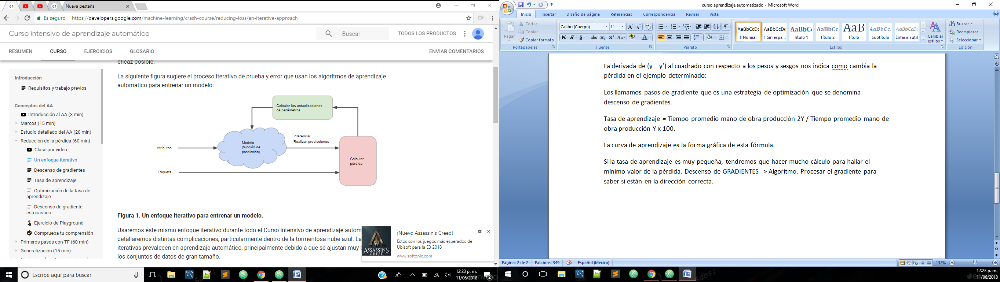 Nueva pestaña
Es seguro | https://developers.google.com/machine-learning/crash-course/reducing-loss/an-iterative-approach
Curso intensivo de aprendizaje automático
Buscar
TODOS LOS PRODUCTOS
RESUMEN
CURSO
EJERCICIOS
GLOSARIO
ENVIAR COMENTARIOS
Introducción
Requisitos y trabajo previos
Conceptos del AA
Introducción al AA (3 min)
Marcos (15 min)
Estudio detallado del AA (20 min)
Reducción de la pérdida (60 min)
Clase por video
Un enfoque iterativo
Descenso de gradientes
Tasa de aprendizaje
Optimización de la tasa de
aprendizaje
Descenso de gradiente
estocástico
Ejercicio de Playground
Comprueba tu comprensión
Primeros pasos con TF (60 min)
Generalización (15 min)
eficaz posible.
La siguiente figura sugiere el proceso iterativo de prueba y error que usan los algoritmos de aprendizaje
automático para entrenar un modelo:
Calcular las actualizaciones
de parámetros
Modelo
(función de
predicción)
Inferencia:
Realizar predicciones
Atributos
Etiqueta
Calcular
pérdida
Figura 1. Un enfoque iterativo para entrenar un modelo.
Usaremos este mismo enfoque iterativo durante todo el Curso intensivo de aprendizaje autom
detallaremos distintas complicaciones, particularmente dentro de la tormentosa nube azul. La
iterativas prevalecen en aprendizaje automático, principalmente debido a que se ajustan muy b
los conjuntos de datos de gran tamaño.
ASSASSIN'S
CREED
¡Nuevo Assassin's Creed!
Estos son los juegos más esperados de
Ubisoft para la E3 2018
www.softonic.com
Escribe aquí para buscar
12:23 p. m.
11/06/2018
2
curso aprendizaje automatizado - Microsoft Word
Inicio
Insertar
Diseño de página
Referencias
Correspondencia
Revisar
Vista
Pegar
Cortar
Copiar
Copiar formato
Portapapeles
Calibri (Cuerpo)
11
N K S abc x₂ x² Aa
Fuente
Párrafo
AaBbCcDc AaBbCcDc AaBbC AaBbCc AaB AaBbCc. AaBbCcDc
¶ Normal
¶ Sin espa...
Título 1
Título 2
Título
Subtítulo
Énfasis sutil
Cambiar
estilos
Estilos
Buscar
Reemplazar
Seleccionar
Edición
La derivada de (y – y’) al cuadrado con respecto a los pesos y sesgos nos indica como cambia la
pérdida en el ejemplo determinado:
Los llamamos pasos de gradiente que es una estrategia de optimización que se denomina
descenso de gradientes.
Tasa de aprendizaje = Tiempo promedio mano de obra producción 2Y / Tiempo promedio mano de
obra producción Y x 100.
La curva de aprendizaje es la forma gráfica de esta fórmula.
Si la tasa de aprendizaje es muy pequeña, tendremos que hacer mucho cálculo para hallar el
mínimo valor de la pérdida. Descenso de GRADIENTES -> Algoritmo. Procesar el gradiente para
saber si están en la dirección correcta.
Página: 2 de 2
Palabras: 349
Español (México)
132%
12:23 p. m.
11/06/2018